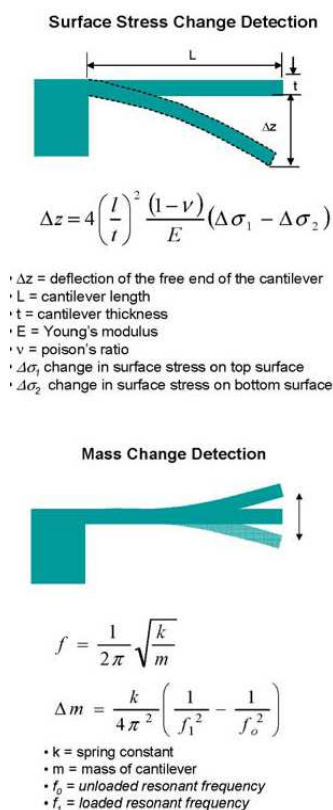 Surface Stress Change Detection
L
t
Δz
Δz = 4(l/t)² (1−ν)/E (Δσ₁ − Δσ₂)
· Δz = deflection of the free end of the cantilever
· L = cantilever length
· t = cantilever thickness
· E = Young's modulus
· ν = poison's ratio
· Δσ₁ change in surface stress on top surface
· Δσ₂ change in surface stress on bottom surface
Mass Change Detection
f = 1/2π √k/m
Δm = k/4π² (1/f₁² − 1/fₒ²)
• k = spring constant
• m = mass of cantilever
• f₀ = unloaded resonant frequency
• f₁ = loaded resonant frequency